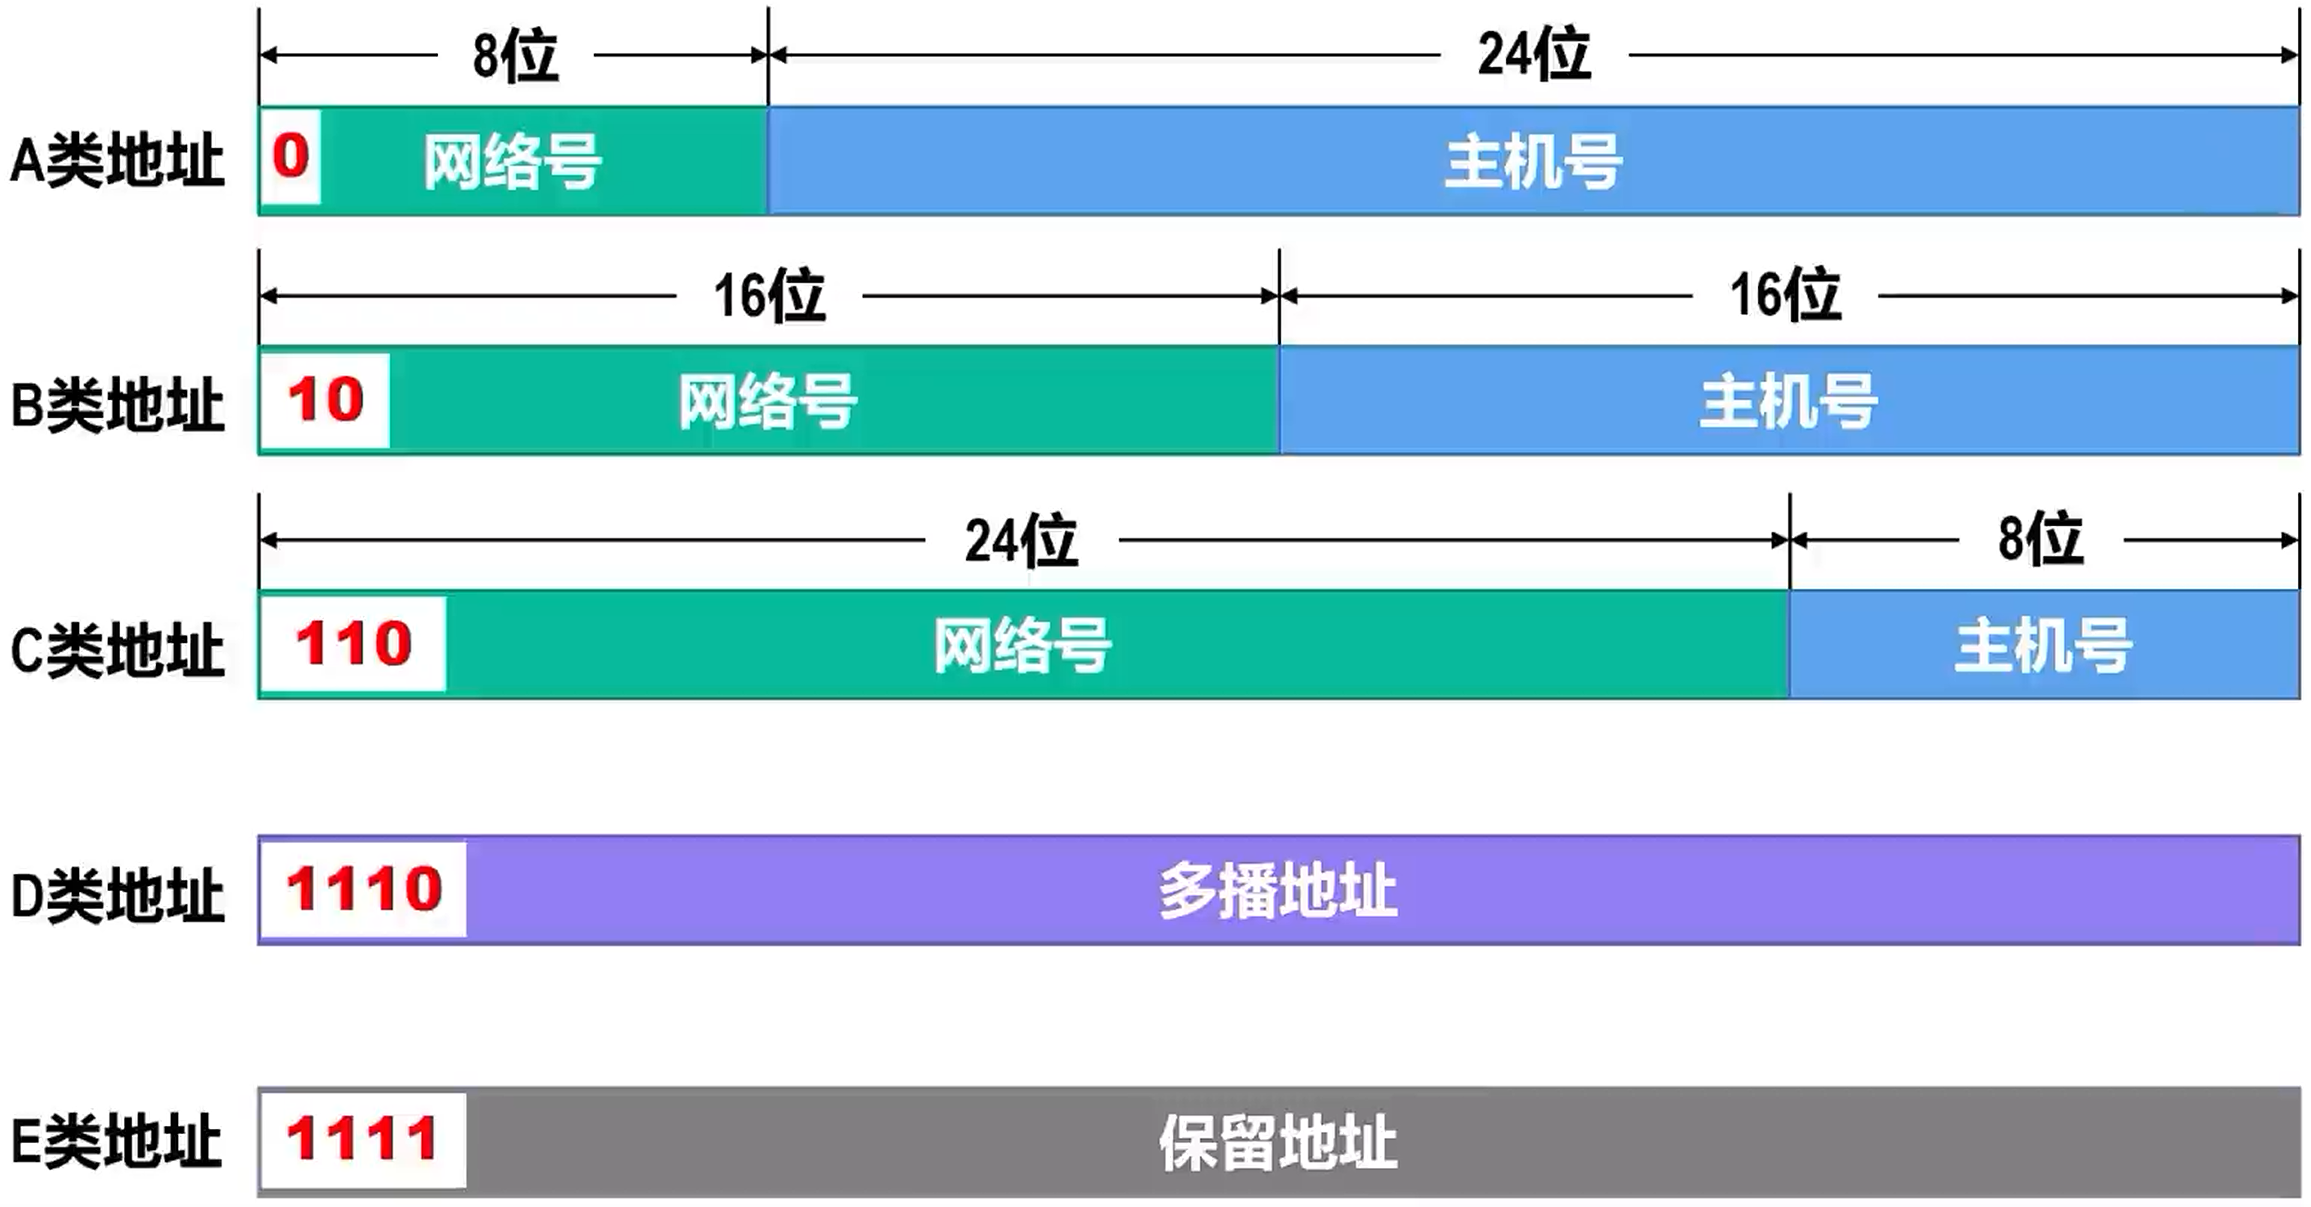 8位 24位
A类地址 0 网络号 主机号
16位 16位
B类地址 10 网络号 主机号
24位 8位
C类地址 110 网络号 主机号
D类地址 1110 多播地址
E类地址 1111 保留地址